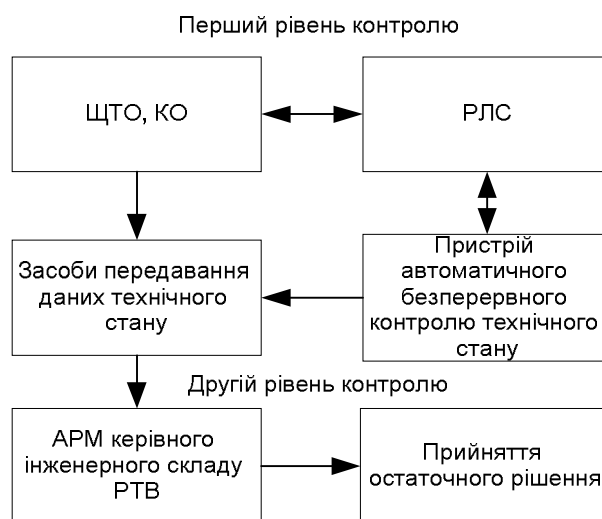 Перший рівень контролю
ЩТО, КО
РЛС
Засоби передавання
даних технічного
стану
Пристрій
автоматичного
безперервного
контролю технічного
стану
Другій рівень контролю
АРМ керівного
інженерного складу
РТВ
Прийняття
остаточного рішення